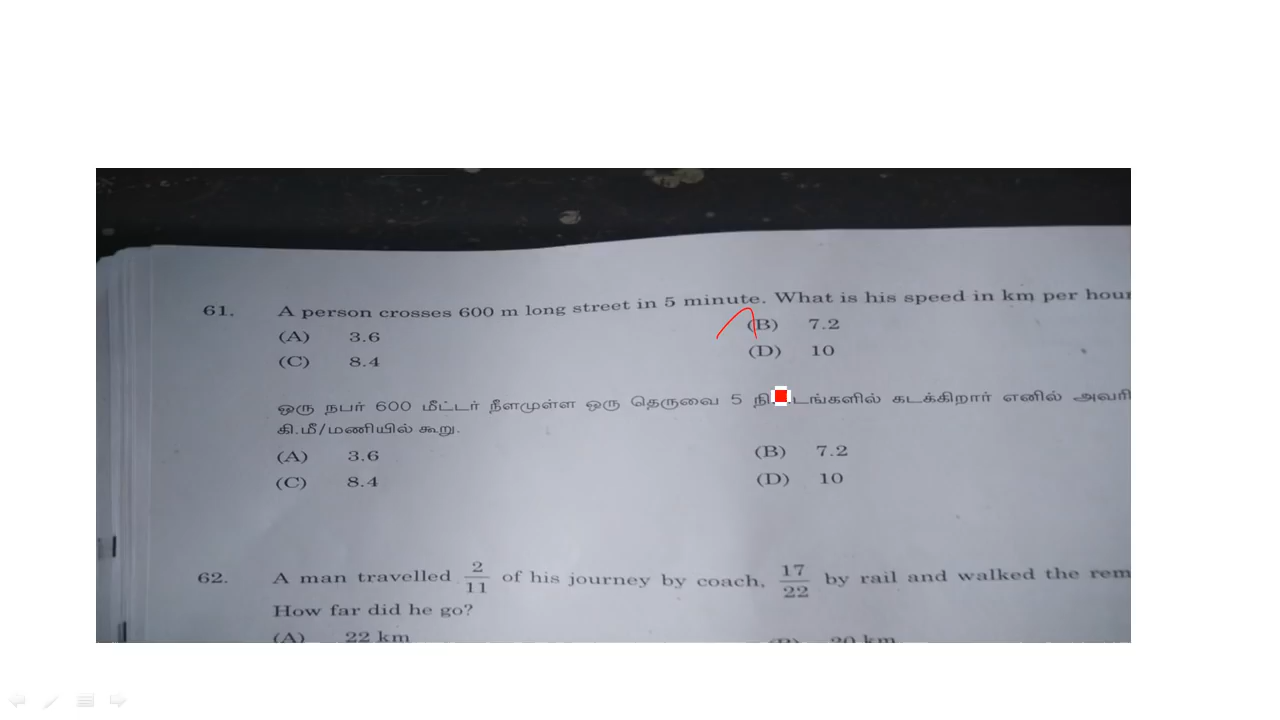 61. A person crosses 600 m long street in 5 minute. What is his speed in km per hour
(A) 3.6 (B) 7.2
(C) 8.4 (D) 10
ஒரு நபர் 600 மீட்டர் நீளமுள்ள ஒரு தெருவை 5 கடக்கிறார் எனில்
கி.மீ/மணியில் கூறு.
(A) 3.6 (B) 7.2
(C) 8.4 (D) 10
62. A man travelled 2/11 of his journey by coach, 17/22 by rail and walked the rem
How far did he go?
(A) 22 km 20 km